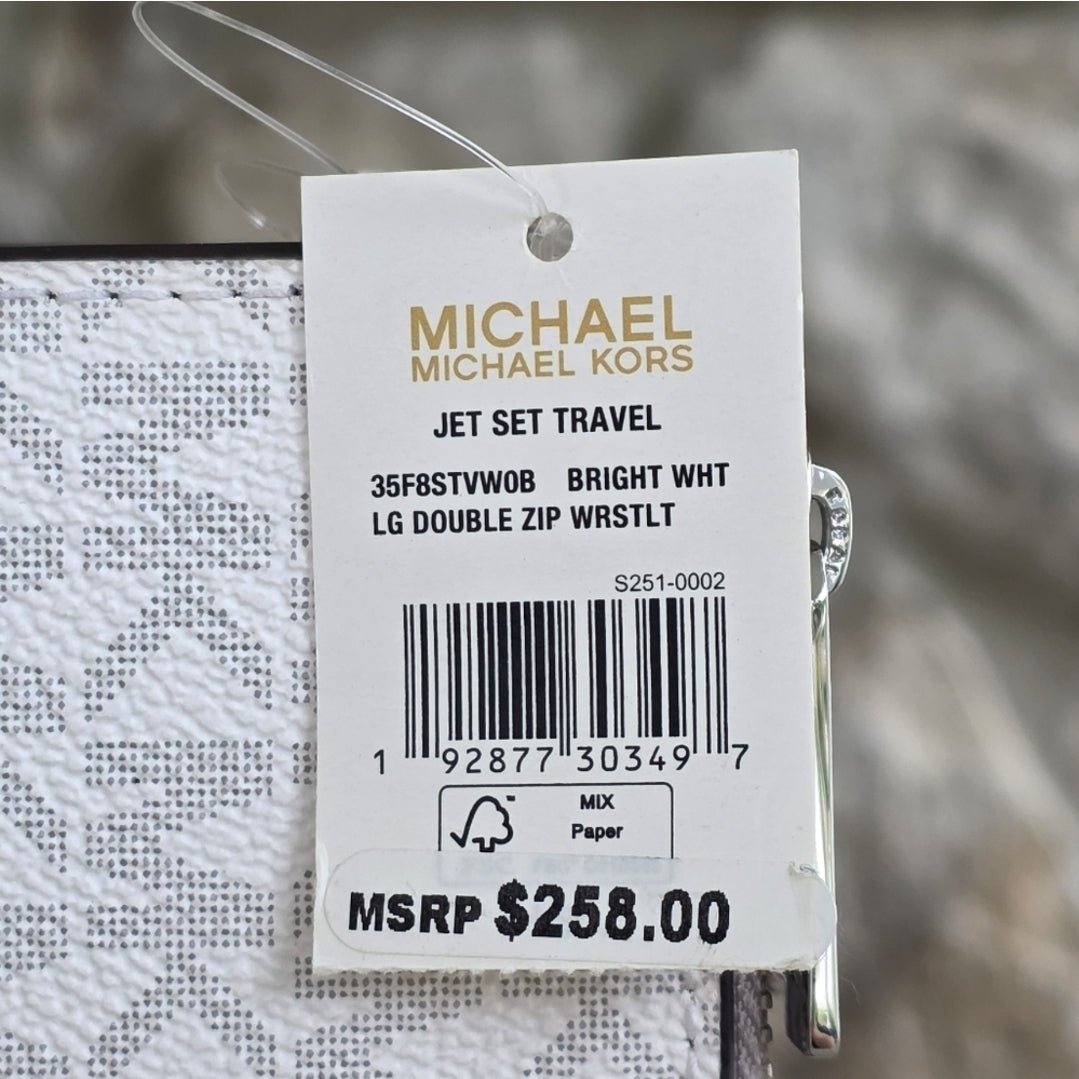 MICHAEL
MICHAEL KORS
JET SET TRAVEL
35F8STVW0B BRIGHT WHT
LG DOUBLE ZIP WRSTLT
S251-0002
1 92877 30349 7
™
MIX
Paper
MSRP $258.00